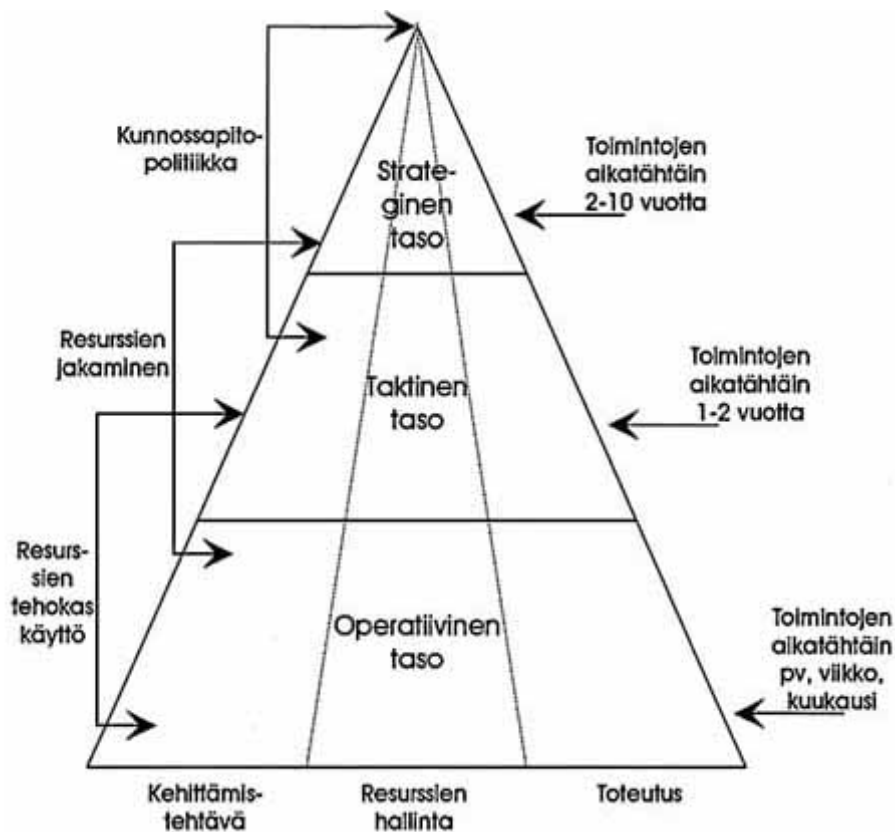 Kunnossapito-
politiikka
Strate-
ginen
taso
Toimintojen
aikatähtäin
2-10 vuotta
Resurssien
jakaminen
Taktinen
taso
Toimintojen
aikatähtäin
1-2 vuotta
Resurs-
sien
tehokas
käyttö
Operatiivinen
taso
Toimintojen
aikatähtäin
pv, viikko,
kuukausi
Kehittämis-
tehtävä
Resurssien
hallinta
Toteutus